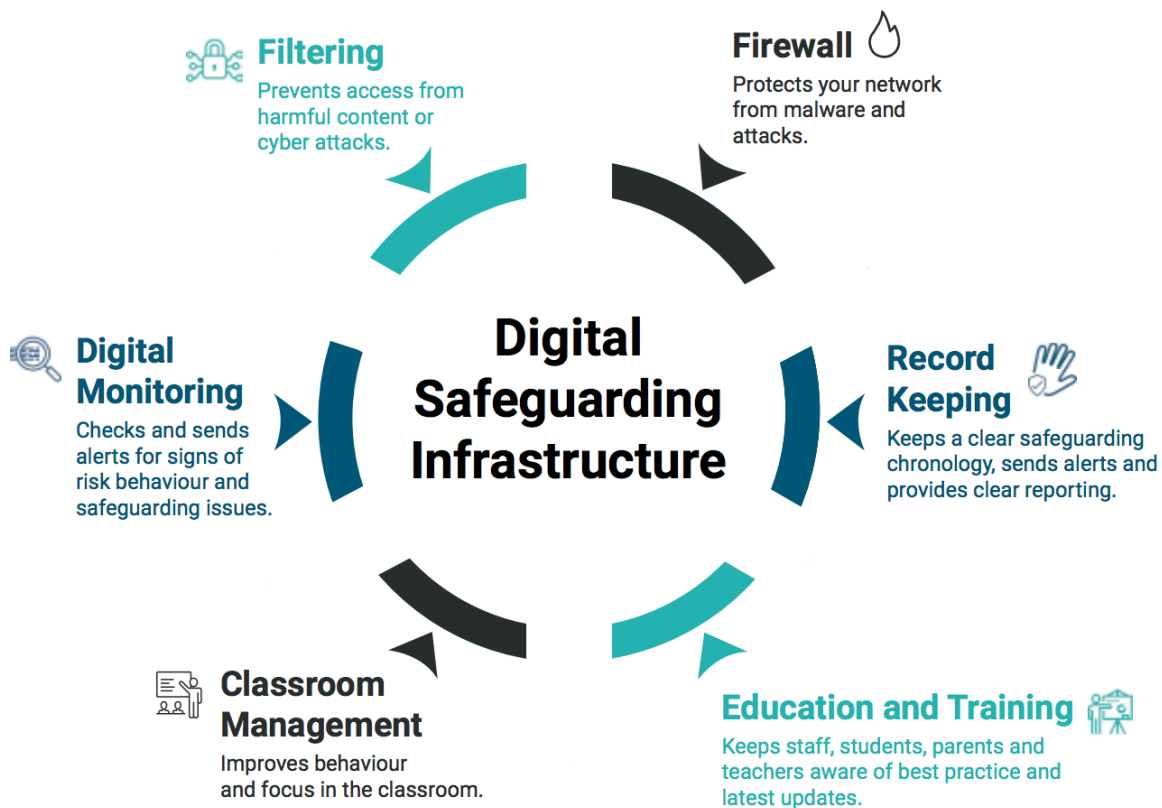 Filtering
Prevents access from
harmful content or
cyber attacks.
Firewall
Protects your network
from malware and
attacks.
Digital
Safeguarding
Infrastructure
Digital
Monitoring
Checks and sends
alerts for signs of
risk behaviour and
safeguarding issues.
Record
Keeping
Keeps a clear safeguarding
chronology, sends alerts and
provides clear reporting.
Classroom
Management
Improves behaviour
and focus in the classroom.
Education and Training
Keeps staff, students, parents and
teachers aware of best practice and
latest updates.